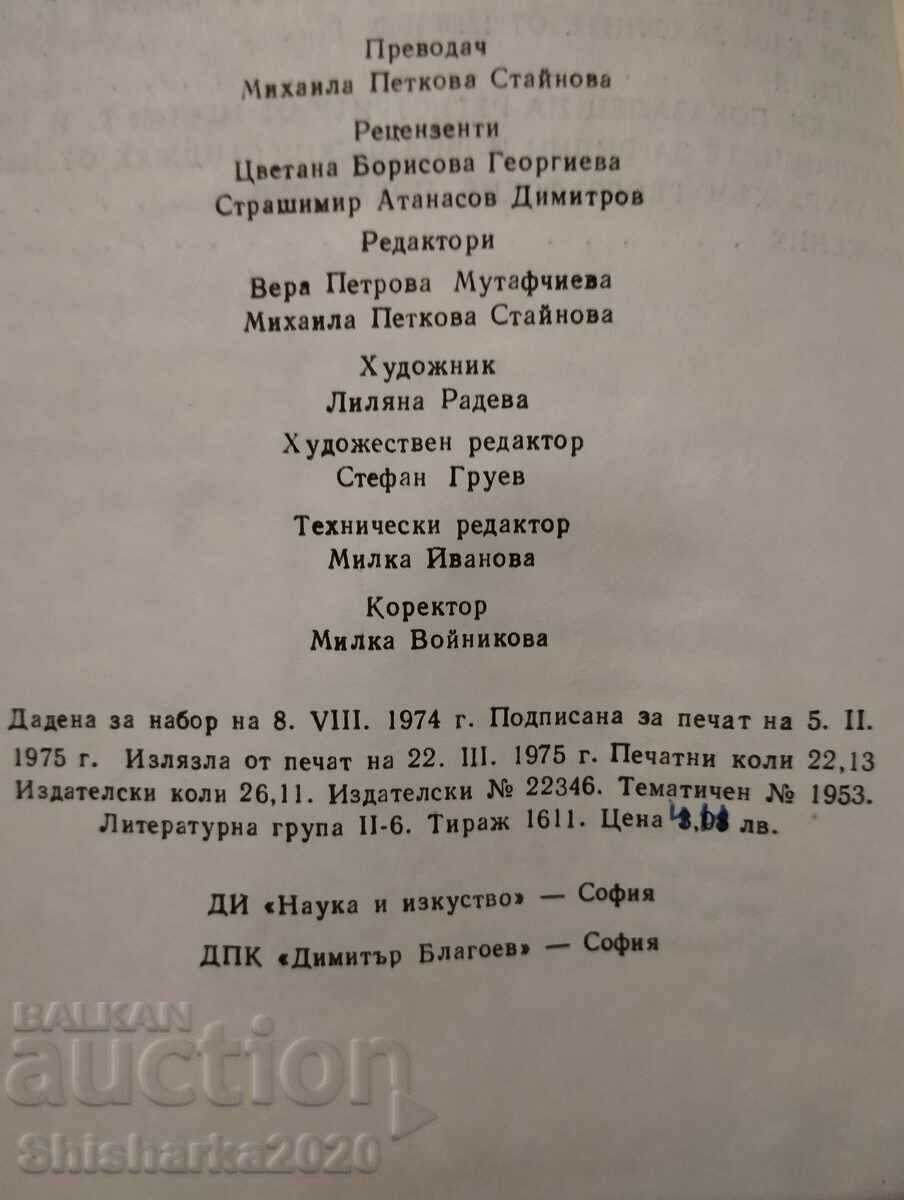 Преводач
Михаила Петкова Стайнова
Рецензенти
Цветана Борисова Георгиева
Страшимир Атанасов Димитров
Редактори
Вера Петрова Мутафчиева
Михаила Петкова Стайнова
Художник
Лиляна Радева
Художествен редактор
Стефан Груев
Технически редактор
Милка Иванова
Коректор
Милка Войникова
Дадена за набор на 8. VIII. 1974 г. Подписана за печат на 5. II.
1975 г. Излязла от печат на 22. III. 1975 г. Печатни коли 22,13
Издателски коли 26,11. Издателски № 22346. Тематичен № 1953.
Литературна група II-6. Тираж 1611. Цена лв.
ДИ «Наука и изкуство» — София
ДПК «Димитър Благоев» — София
BALKAN
auction
Shisharka2020